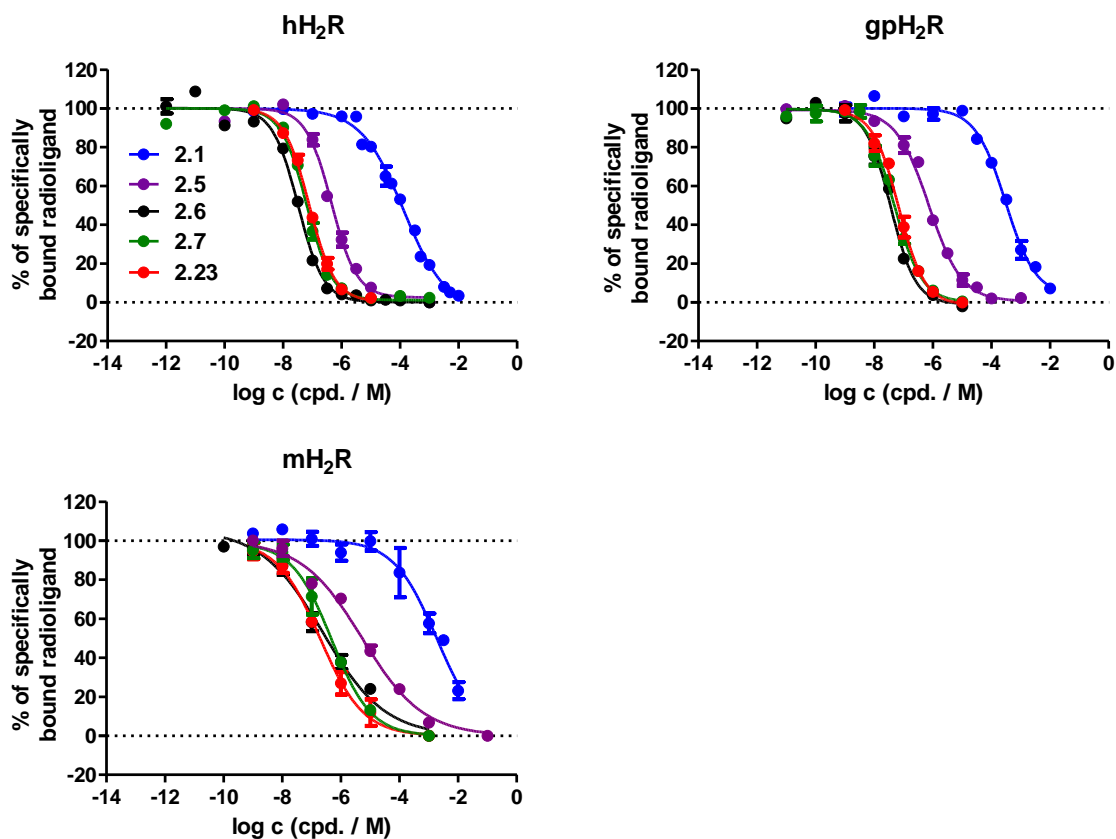 hH₂R
% of specifically
bound radioligand
120
100
80
60
40
20
0
-20
2.1
2.5
2.6
2.7
2.23
-14 -12 -10 -8 -6 -4 -2 0
log c (cpd. / M)
gpH₂R
% of specifically
bound radioligand
120
100
80
60
40
20
0
-20
-14 -12 -10 -8 -6 -4 -2 0
log c (cpd. / M)
mH₂R
% of specifically
bound radioligand
120
100
80
60
40
20
0
-20
-14 -12 -10 -8 -6 -4 -2 0
log c (cpd. / M)